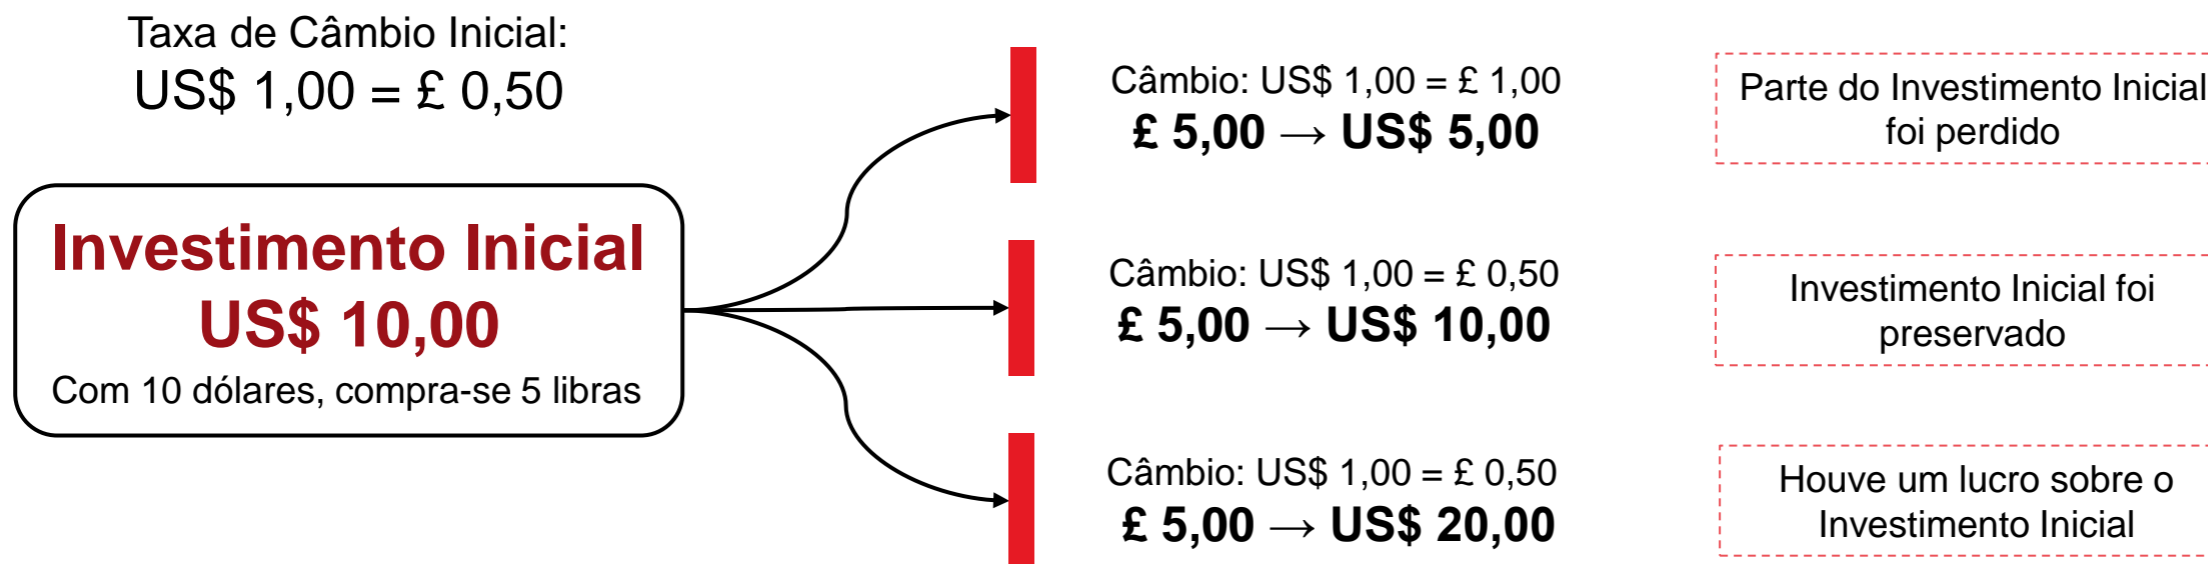 Taxa de Câmbio Inicial:
US$ 1,00 = £ 0,50
Investimento Inicial
US$ 10,00
Com 10 dólares, compra-se 5 libras
Câmbio: US$ 1,00 = £ 1,00
£ 5,00 → US$ 5,00
Parte do Investimento Inicial
foi perdido
Câmbio: US$ 1,00 = £ 0,50
£ 5,00 → US$ 10,00
Investimento Inicial foi
preservado
Câmbio: US$ 1,00 = £ 0,50
£ 5,00 → US$ 20,00
Houve um lucro sobre o
Investimento Inicial